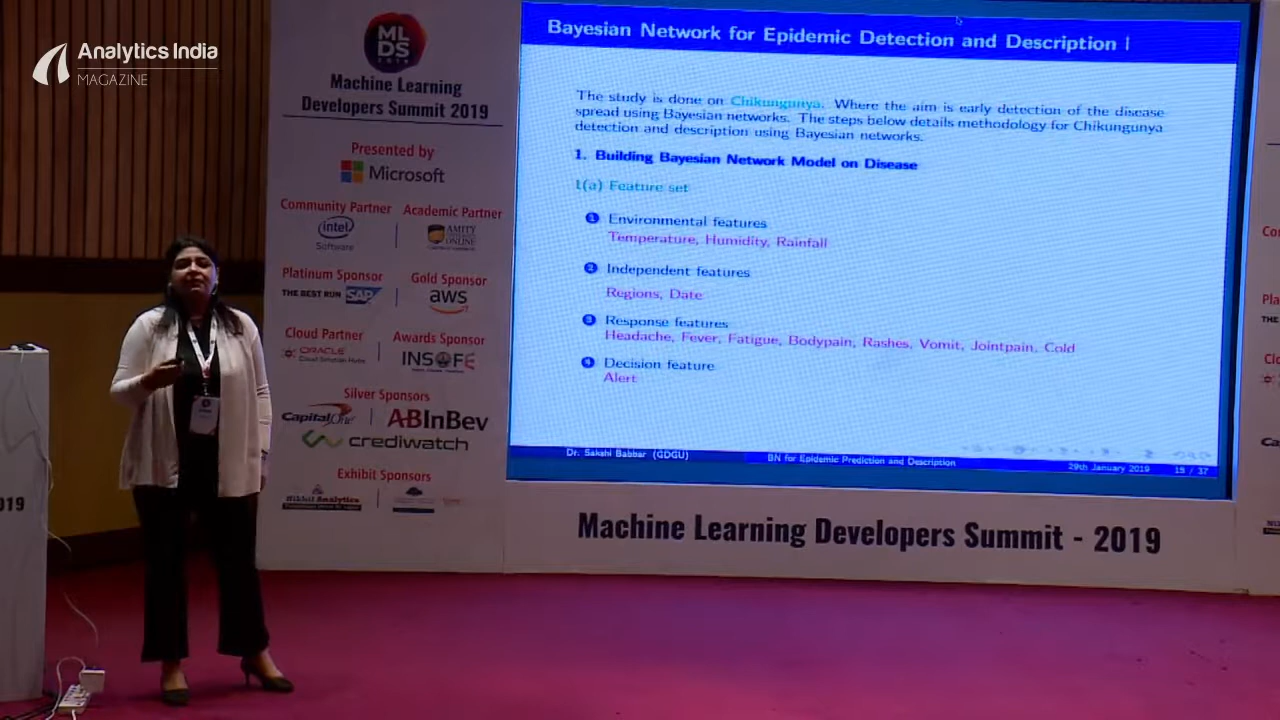 Analytics India
MAGAZINE
ML
DS
2019
Machine Learning
Developers Summit 2019
Presented by
Microsoft
Community Partner
Academic Partner
intel
Software
AMITY
ONLINE
Platinum Sponsor
Gold Sponsor
THE BEST RUN SAP
aws
Cloud Partner
Awards Sponsor
ORACLE
INSOFE
Silver Sponsors
Capital One
ABInBev
crediwatch
Exhibit Sponsors
Nikhil Analytics
Bayesian Network for Epidemic Detection and Description I
The study is done on Chikungunya. Where the aim is early detection of the disease
spread using Bayesian networks. The steps below details methodology for Chikungunya
detection and description using Bayesian networks.
1. Building Bayesian Network Model on Disease
1(a) Feature set
1 Environmental features
Temperature, Humidity, Rainfall
2 Independent features
Regions, Date
3 Response features
Headache, Fever, Fatigue, Bodypain, Rashes, Vomit, Jointpain, Cold
4 Decision feature
Alert
Dr. Sakshi Babbar (GDGU)
BN for Epidemic Prediction and Description
29th January 2019
15 / 37
Machine Learning Developers Summit - 2019
019